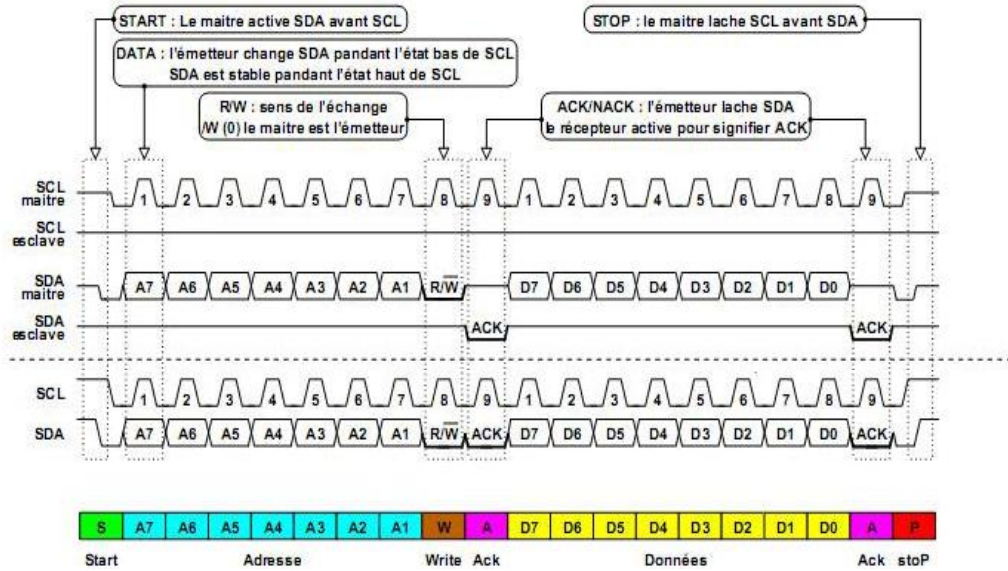 START : Le maitre active SDA avant SCL
STOP : le maitre lache SCL avant SDA
DATA : l'émetteur change SDA pandant l'état bas de SCL
SDA est stable pandant l'état haut de SCL
R/W : sens de l'échange
/W (0) le maitre est l'émetteur
ACK/NACK : l'émetteur lache SDA
le récepteur active pour signifier ACK
SCL
maitre
1 2 3 4 5 6 7 8 9 1 2 3 4 5 6 7 8 9
SCL
esclave
SDA
maitre
A7 A6 A5 A4 A3 A2 A1 R/W̅ D7 D6 D5 D4 D3 D2 D1 D0
SDA
esclave
ACK ACK
SCL 1 2 3 4 5 6 7 8 9 1 2 3 4 5 6 7 8 9
SDA A7 A6 A5 A4 A3 A2 A1 R/W̅ ACK D7 D6 D5 D4 D3 D2 D1 D0 ACK
S A7 A6 A5 A4 A3 A2 A1 W A D7 D6 D5 D4 D3 D2 D1 D0 A P
Start Adresse Write Ack Données Ack stoP